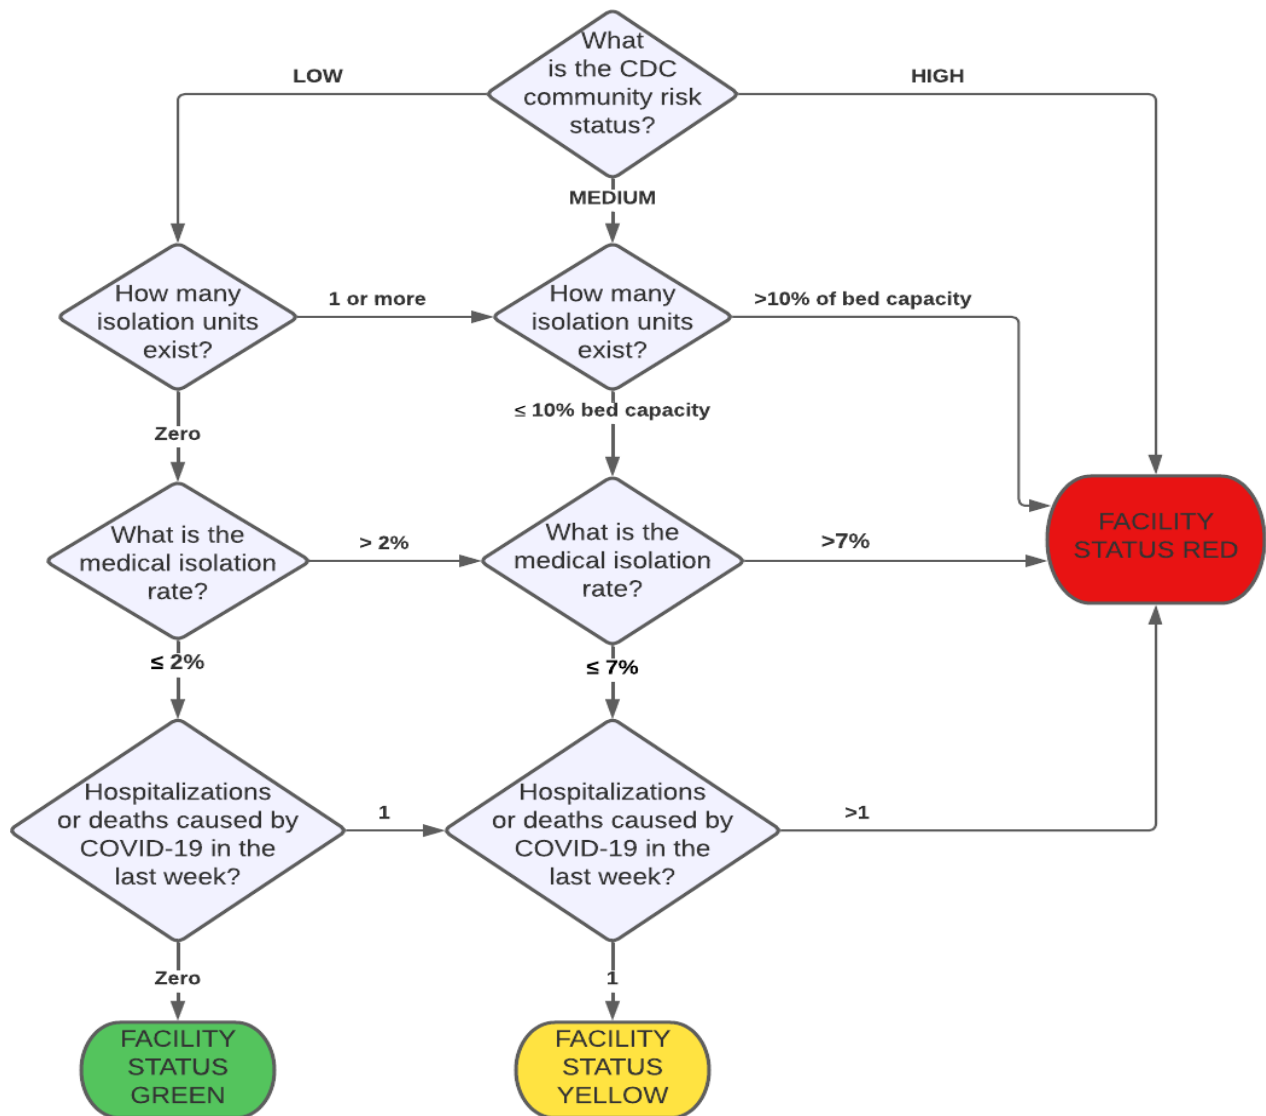 What
is the CDC
community risk
status?
LOW
HIGH
MEDIUM
How many
isolation units
exist?
1 or more
How many
isolation units
exist?
>10% of bed capacity
Zero
≤ 10% bed capacity
What is the
medical isolation
rate?
> 2%
What is the
medical isolation
rate?
>7%
FACILITY
STATUS RED
≤ 2%
≤ 7%
Hospitalizations
or deaths caused by
COVID-19 in the
last week?
1
Hospitalizations
or deaths caused by
COVID-19 in the
last week?
>1
Zero
1
FACILITY
STATUS
GREEN
FACILITY
STATUS
YELLOW